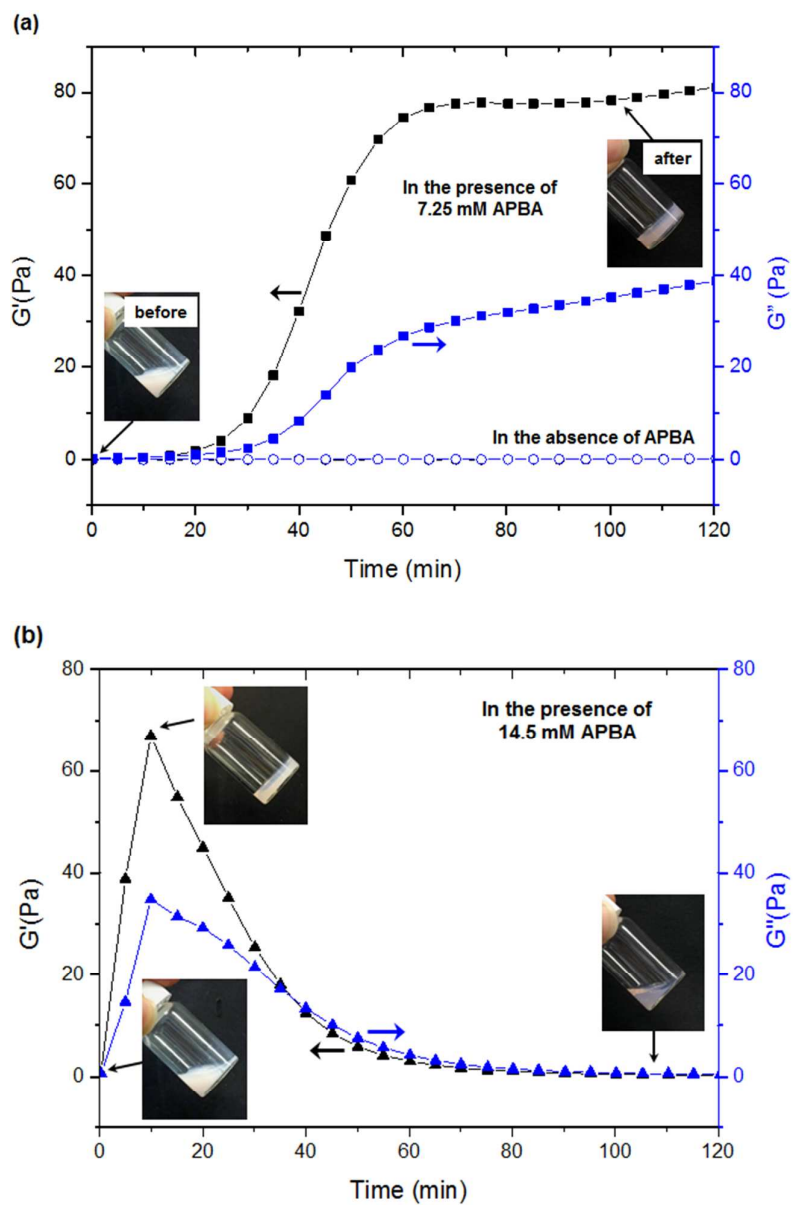 (a)
80
60
40
20
0
G'(Pa)
before
In the presence of
7.25 mM APBA
after
In the absence of APBA
80
60
40
20
0
G”(Pa)
0 20 40 60 80 100 120
Time (min)
(b)
80
60
40
20
0
G'(Pa)
In the presence of
14.5 mM APBA
80
60
40
20
0
G"(Pa)
0 20 40 60 80 100 120
Time (min)